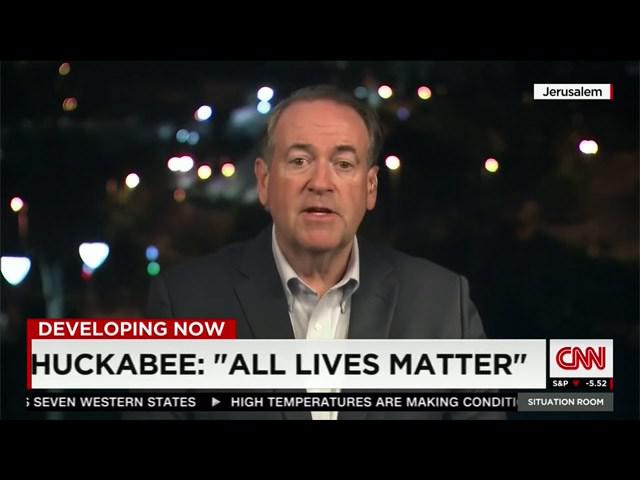 Jerusalem
DEVELOPING NOW
HUCKABEE: "ALL LIVES MATTER"
CNN
S&P ▼ -5.52
SEVEN WESTERN STATES ▶ HIGH TEMPERATURES ARE MAKING
SITUATION ROOM